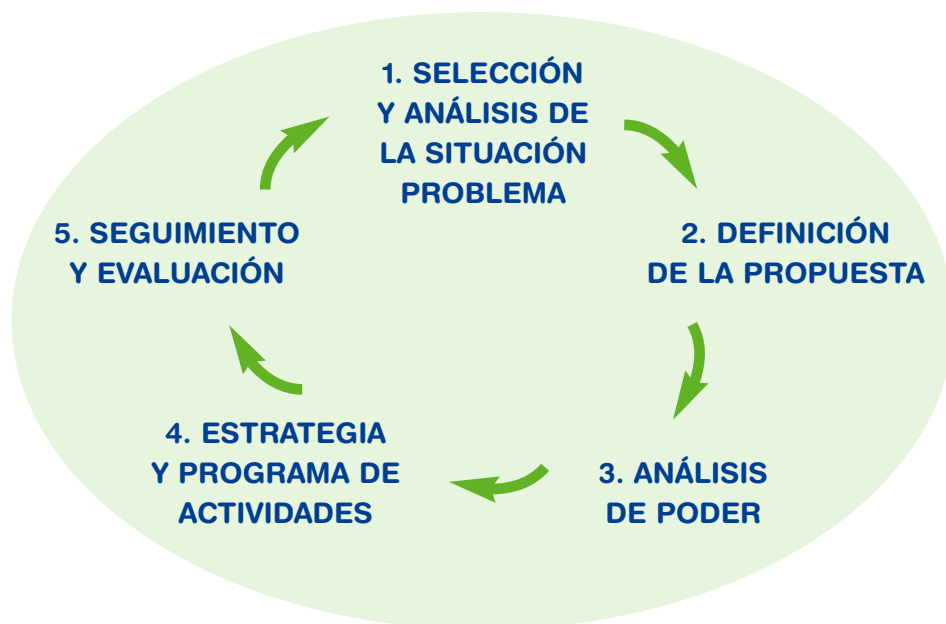 1. SELECCIÓN
Y ANÁLISIS DE
LA SITUACIÓN
PROBLEMA
2. DEFINICIÓN
DE LA PROPUESTA
3. ANÁLISIS
DE PODER
4. ESTRATEGIA
Y PROGRAMA DE
ACTIVIDADES
5. SEGUIMIENTO
Y EVALUACIÓN